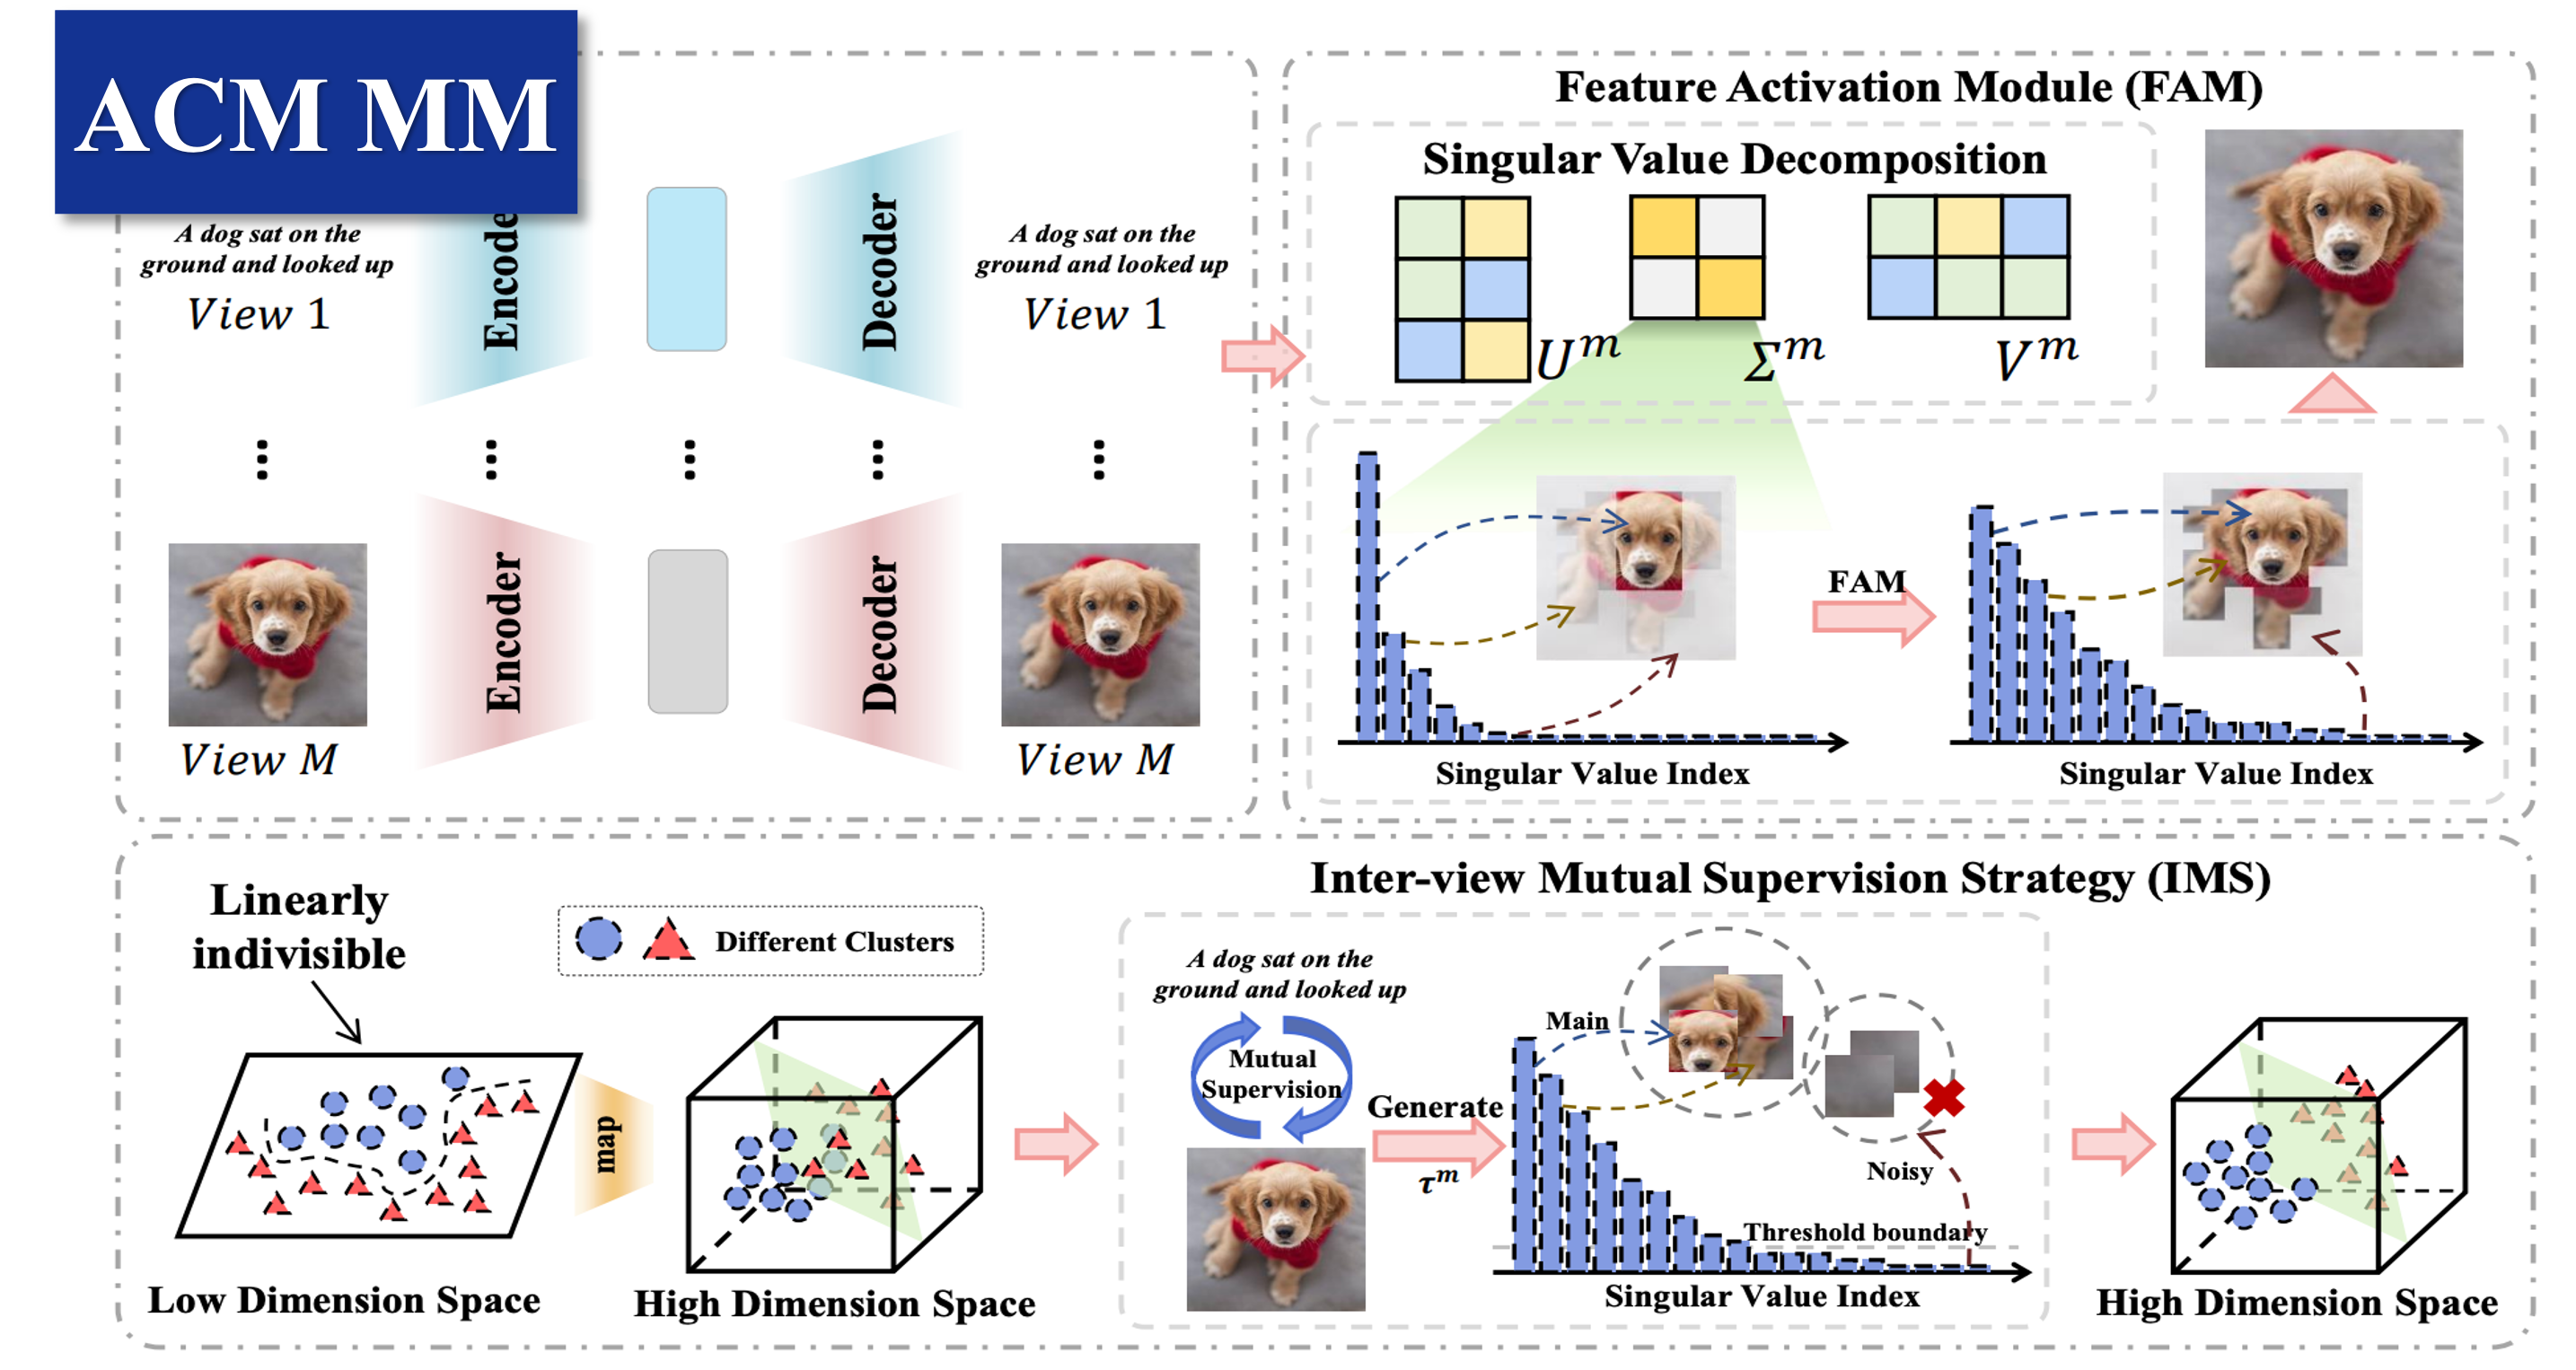 ACM MM
A dog sat on the
ground and looked up
View 1
Encode
Decoder
A dog sat on the
ground and looked up
View 1
View M
Encoder
Decoder
View M
Feature Activation Module (FAM)
Singular Value Decomposition
U^m
Σ^m
V^m
FAM
Singular Value Index
Singular Value Index
Inter-view Mutual Supervision Strategy (IMS)
Linearly
indivisible
Different Clusters
Low Dimension Space
map
High Dimension Space
A dog sat on the
ground and looked up
Mutual
Supervision
Generate
τ^m
Main
Noisy
Threshold boundary
Singular Value Index
High Dimension Space